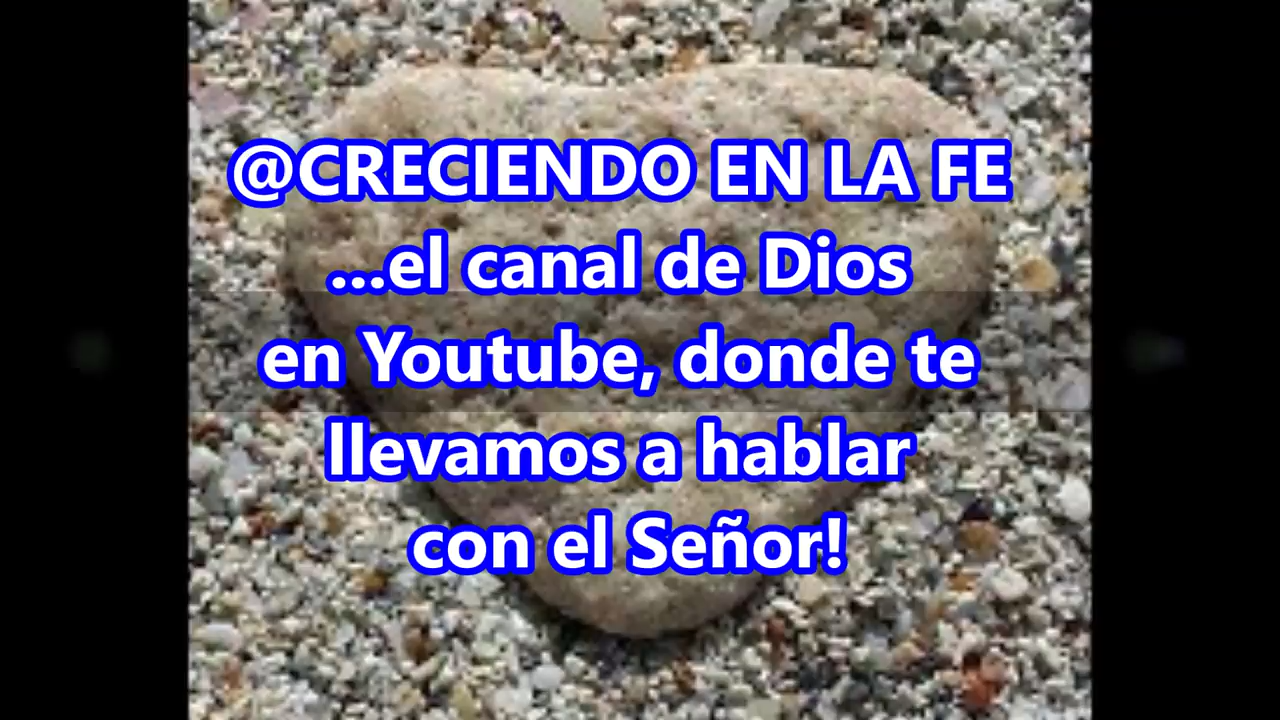 @CRECIENDO EN LA FE
...el canal de Dios
en Youtube, donde te
llevamos a hablar
con el Señor!